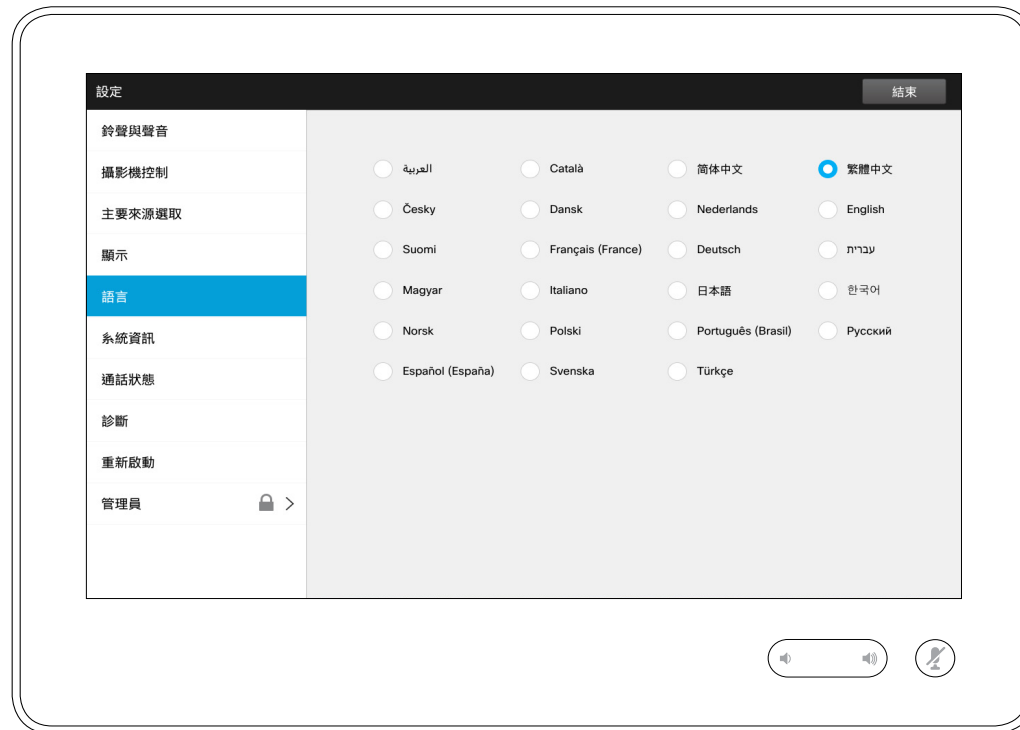 設定
結束
鈴聲與聲音
攝影機控制
主要來源選取
顯示
語言
系統資訊
通話狀態
診斷
重新啟動
管理員
العربية
Català
简体中文
繁體中文
Česky
Dansk
Nederlands
English
Suomi
Français (France)
Deutsch
עברית
Magyar
Italiano
日本語
한국어
Norsk
Polski
Português (Brasil)
Русский
Español (España)
Svenska
Türkçe